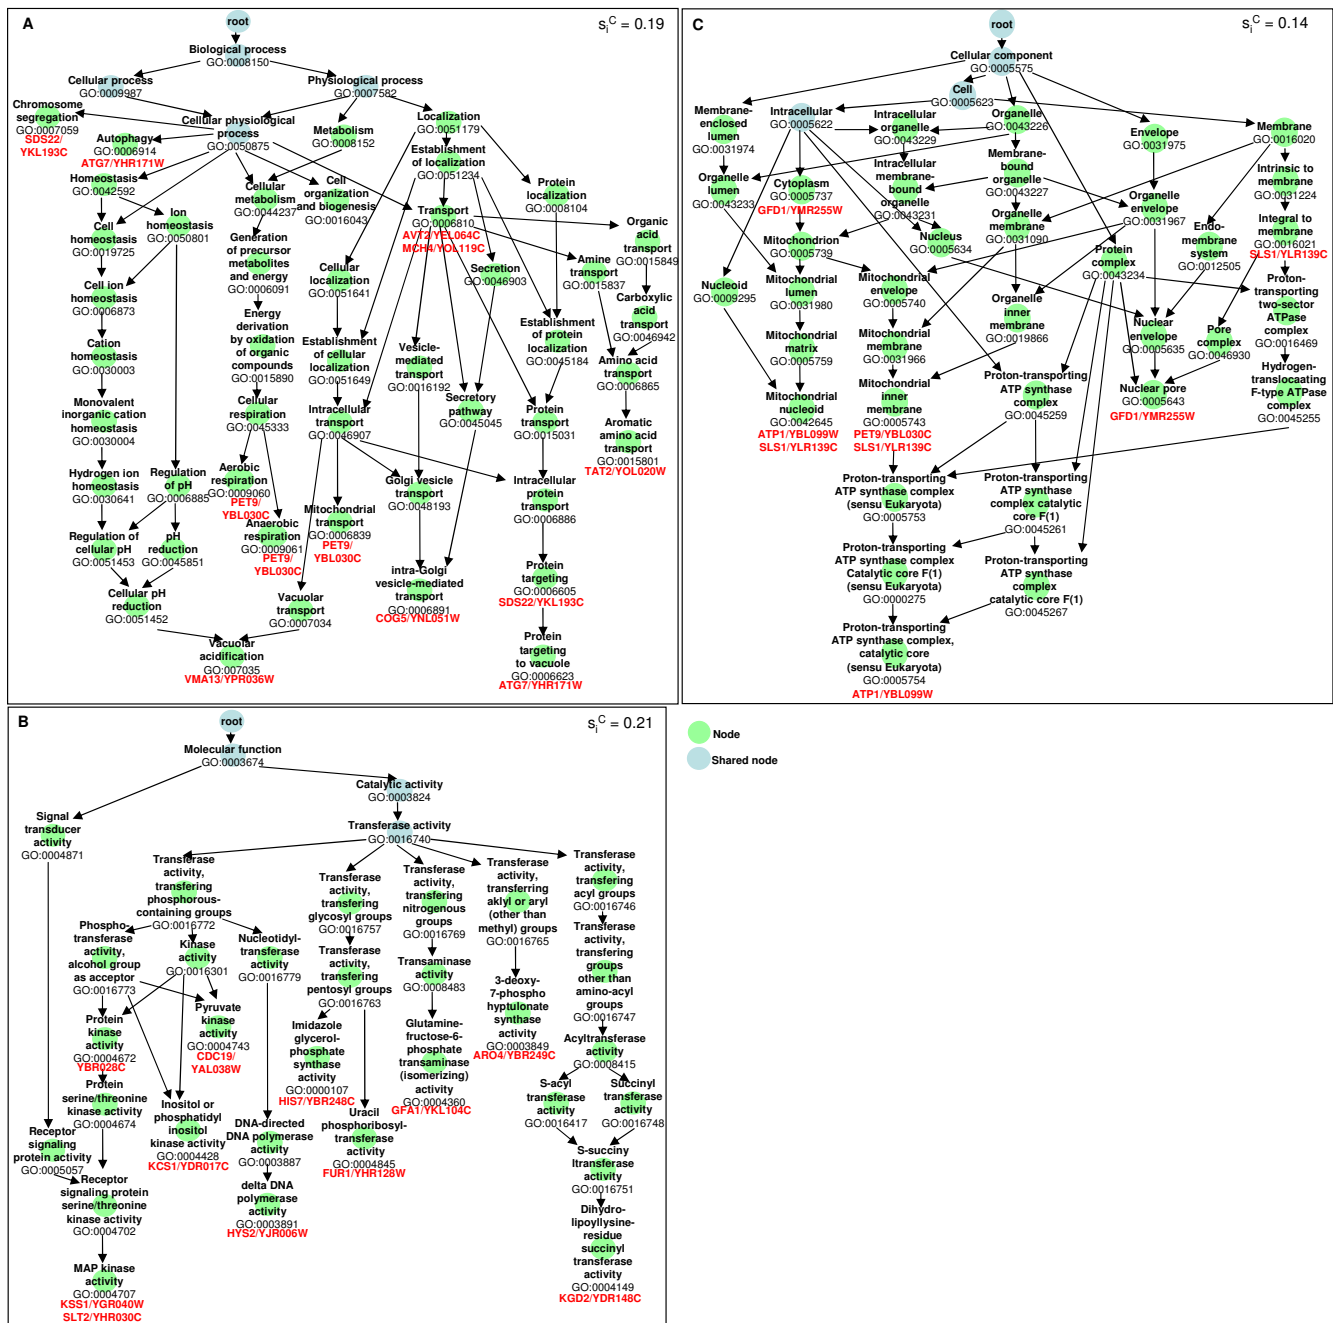 A
s_i^C = 0.19
root
Biological process
GO:0008150
Cellular process
GO:0009987
Physiological process
GO:0007582
Chromosome
segregation
GO:0007059
SDS22/
YKL193C
Autophagy
GO:0006914
ATG7/YHR171W
Cellular physiological
process
GO:0050875
Metabolism
GO:0008152
Localization
GO:0051179
Establishment
of localization
GO:0051234
Homeostasis
GO:0042592
Ion
homeostasis
GO:0050801
Cellular
metabolism
GO:0044237
Cell
organization
and biogenesis
GO:0016043
Transport
GO:0006810
AVT2/YEL064C
MCH4/YOL119C
Protein
localization
GO:0008104
Organic
acid
transport
GO:0015849
Cell
homeostasis
GO:0019725
Generation
of precursor
metabolites
and energy
GO:0006091
Cellular
localization
GO:0051641
Secretion
GO:0046903
Amine
transport
GO:0015837
Carboxylic
acid
transport
GO:0046942
Cell ion
homeostasis
GO:0006873
Energy
derivation
by oxidation
of organic
compounds
GO:0015890
Establishment
of cellular
localization
GO:0051649
Vesicle-
mediated
transport
GO:0016192
Establishment
of protein
localization
GO:0045184
Amino acid
transport
GO:0006865
Cation
homeostasis
GO:0030003
Monovalent
inorganic cation
homeostasis
GO:0030004
Cellular
respiration
GO:0045333
Intracellular
transport
GO:0046907
Secretory
pathway
GO:0045045
Protein
transport
GO:0015031
Aromatic
amino acid
transport
GO:0015801
TAT2/YOL020W
Hydrogen ion
homeostasis
GO:0030641
Regulation
of pH
GO:0006885
Aerobic
respiration
GO:0009060
PET9/
YBL030C
Anaerobic
respiration
GO:0009061
PET9/
YBL030C
Mitochondrial
transport
GO:0006839
PET9/
YBL030C
Golgi vesicle
transport
GO:0048193
Intracellular
protein
transport
GO:0006886
Regulation of
cellular pH
GO:0051453
pH
reduction
GO:0045851
Cellular pH
reduction
GO:0051452
Vacuolar
transport
GO:0007034
intra-Golgi
vesicle-mediated
transport
GO:0006891
COG5/YNL051W
Protein
targeting
GO:0006605
SDS22/YKL193C
Vacuolar
acidification
GO:007035
VMA13/YPR036W
Protein
targeting
to vacuole
GO:0006623
ATG7/YHR171W
C
s_i^C = 0.14
root
Cellular component
GO:0005575
Cell
GO:0005623
Membrane-
enclosed
lumen
GO:0031974
Intracellular
GO:0005622
Intracellular
organelle
GO:0043229
Organelle
GO:0043226
Envelope
GO:0031975
Membrane
GO:0016020
Organelle
lumen
GO:0043233
Cytoplasm
GO:0005737
GFD1/YMR255W
Intracellular
membrane-
bound
organelle
GO:0043231
Membrane-
bound
organelle
GO:0043227
Organelle
envelope
GO:0031967
Intrinsic to
membrane
GO:0031224
Mitochondrion
GO:0005739
Nucleus
GO:0005634
Organelle
membrane
GO:0031090
Protein
complex
GO:0043234
Endo-
membrane
system
GO:0012505
Integral to
membrane
GO:0016021
SLS1/YLR139C
Nucleoid
GO:0009295
Mitochondrial
lumen
GO:0031980
Mitochondrial
envelope
GO:0005740
Organelle
inner
membrane
GO:0019866
Nuclear
envelope
GO:0005635
Pore
complex
GO:0046930
Proton-
transporting
two-sector
ATPase
complex
GO:0016469
Mitochondrial
matrix
GO:0005759
Mitochondrial
membrane
GO:0031966
Proton-transporting
ATP synthase
complex
GO:0045259
Nuclear pore
GO:0005643
GFD1/YMR255W
Hydrogen-
translocaating
F-type ATPase
complex
GO:0045255
Mitochondrial
nucleoid
GO:0042645
ATP1/YBL099W
SLS1/YLR139C
Mitochondrial
inner
membrane
GO:0005743
PET9/YBL030C
SLS1/YLR139C
Proton-transporting
ATP synthase complex
(sensu Eukaryota)
GO:0005753
Proton-transporting
ATP synthase
complex catalytic
core F(1)
GO:0045261
Proton-transporting
ATP synthase complex
Catalytic core F(1)
(sensu Eukaryota)
GO:0000275
Proton-transporting
ATP synthase
complex
catalytic core F(1)
GO:0045267
Proton-transporting
ATP synthase complex,
catalytic core
(sensu Eukaryota)
GO:0005754
ATP1/YBL099W
B
s_i^C = 0.21
root
Molecular function
GO:0003674
Catalytic activity
GO:0003824
Transferase activity
GO:0016740
Signal
transducer
activity
GO:0004871
Transferase
activity,
transfering
phosphorous-
containing groups
GO:0016772
Transferase
activity,
transfering
glycosyl groups
GO:0016757
Transferase
activity,
transfering
nitrogenous
groups
GO:0016769
Transferase
activity,
transferring
aklyl or aryl
(other than
methyl) groups
GO:0016765
Transferase
activity,
transfering
acyl groups
GO:0016746
Phospho-
transferase
activity,
alcohol group
as acceptor
GO:0016773
Kinase
activity
GO:0016301
Nucleotidyl-
transferase
activity
GO:0016779
Transferase
activity,
transfering
pentosyl groups
GO:0016763
Transaminase
activity
GO:0008483
3-deoxy-
7-phospho
hyptulonate
synthase
activity
GO:0003849
ARO4/YBR249C
Transferase
activity,
transfering
groups
other than
amino-acyl
groups
GO:0016747
Protein
kinase
activity
GO:0004672
YBR028C
Pyruvate
kinase
activity
GO:0004743
CDC19/
YAL038W
Imidazole
glycerol-
phosphate
synthase
activity
GO:0000107
HIS7/YBR248C
Glutamine-
fructose-6-
phosphate
transaminase
(isomerizing)
activity
GO:0004360
GFA1/YKL104C
Acyltransferase
activity
GO:0008415
Protein
serine/threonine
kinase activity
GO:0004674
Inositol or
phosphatidyl
inositol
kinase activity
GO:0004428
KCS1/YDR017C
Uracil
phosphoribosyl-
transferase
activity
GO:0004845
FUR1/YHR128W
S-acyl
transferase
activity
GO:0016417
Succinyl
transferase
activity
GO:0016748
Receptor
signaling
protein activity
GO:0005057
DNA-directed
DNA polymerase
activity
GO:0003887
S-succiny
ltransferase
activity
GO:0016751
Receptor
signaling protein
serine/threonine
kinase activity
GO:0004702
delta DNA
polymerase
activity
GO:0003891
HYS2/YJR006W
Dihydro-
lipoyllysine-
residue
succinyl
transferase
activity
GO:0004149
KGD2/YDR148C
MAP kinase
activity
GO:0004707
KSS1/YGR040W
SLT2/YHR030C
Node
Shared node